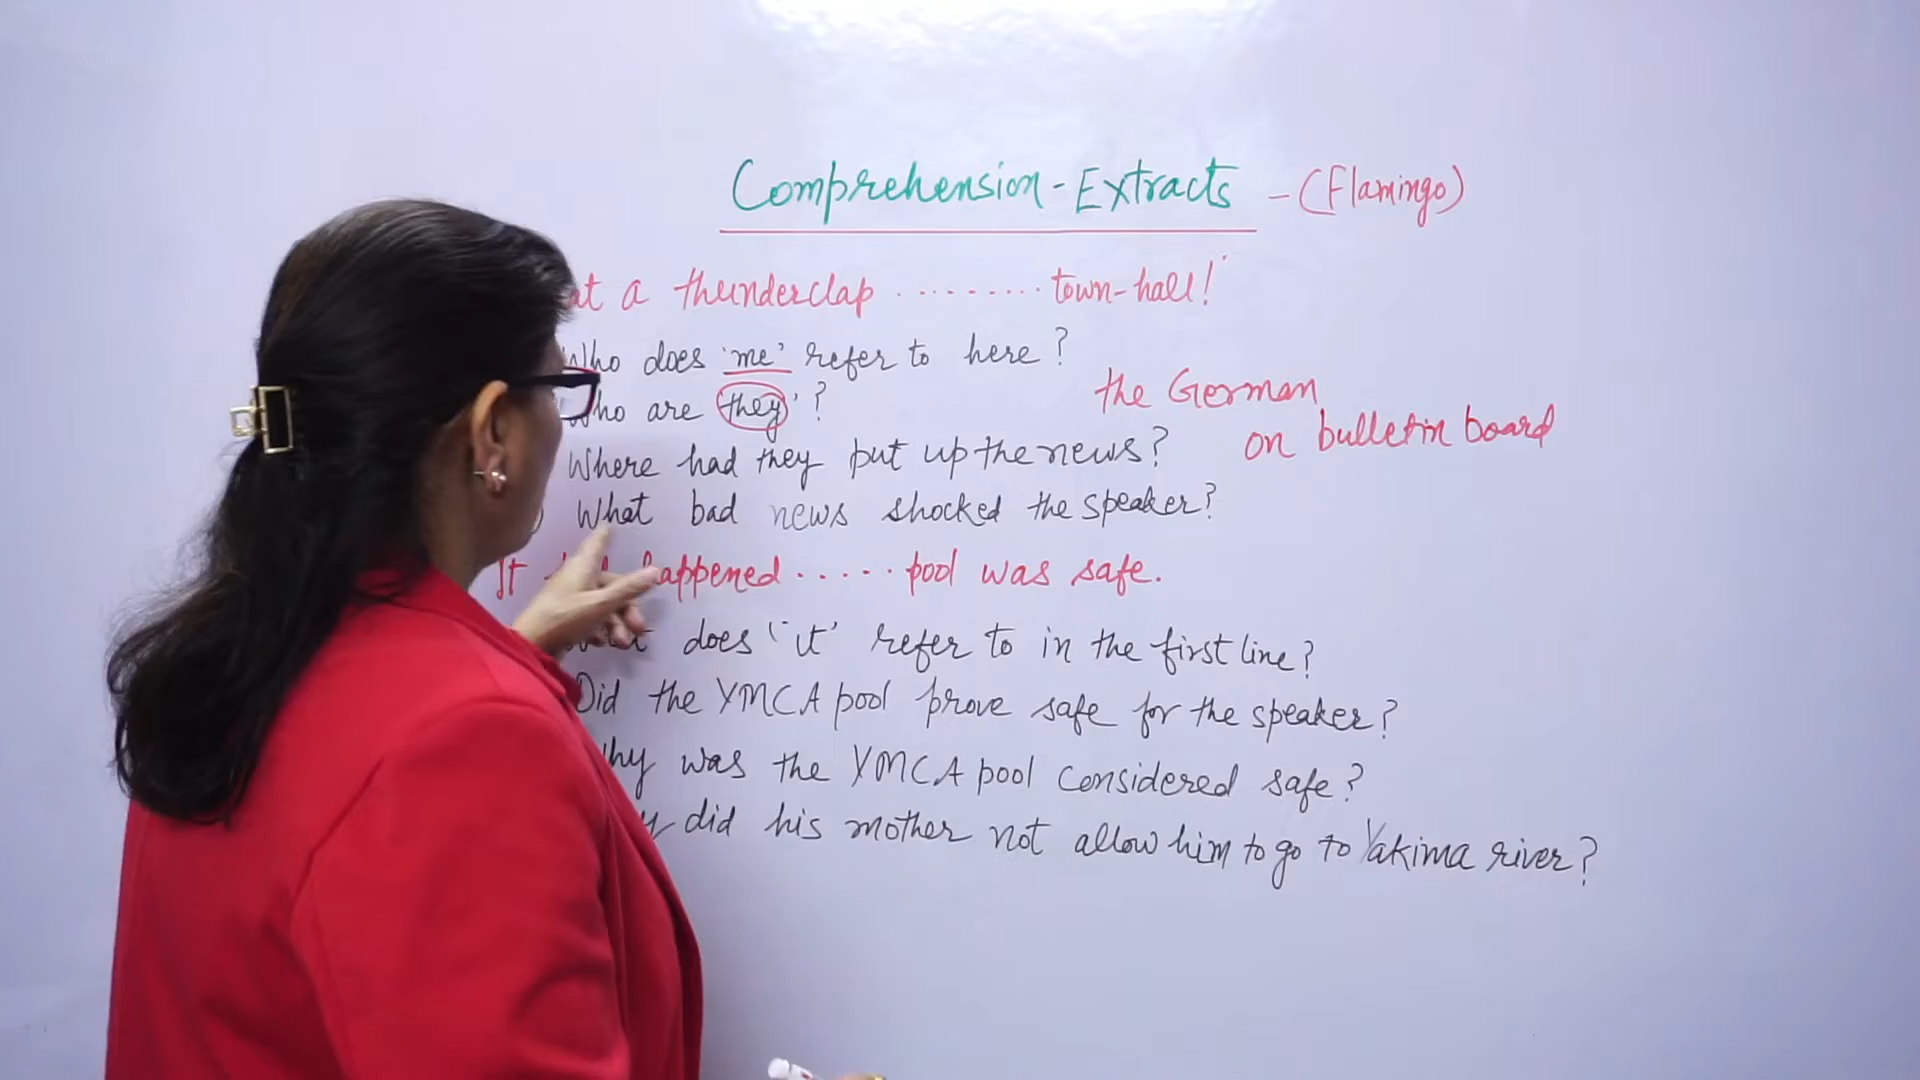 Comprehension - Extracts - (Flamingo)
at a thunderclap ......... town-hall!
Who does 'me' refer to here?
Who are 'they'? the German
Where had they put up the news? on bulletin board
What bad news shocked the speaker?
It happened ..... pool was safe.
does "it' refer to in the first line?
Did the YMCA pool prove safe for the speaker?
Why was the YMCA pool considered safe?
did his mother not allow him to go to Yakima river?